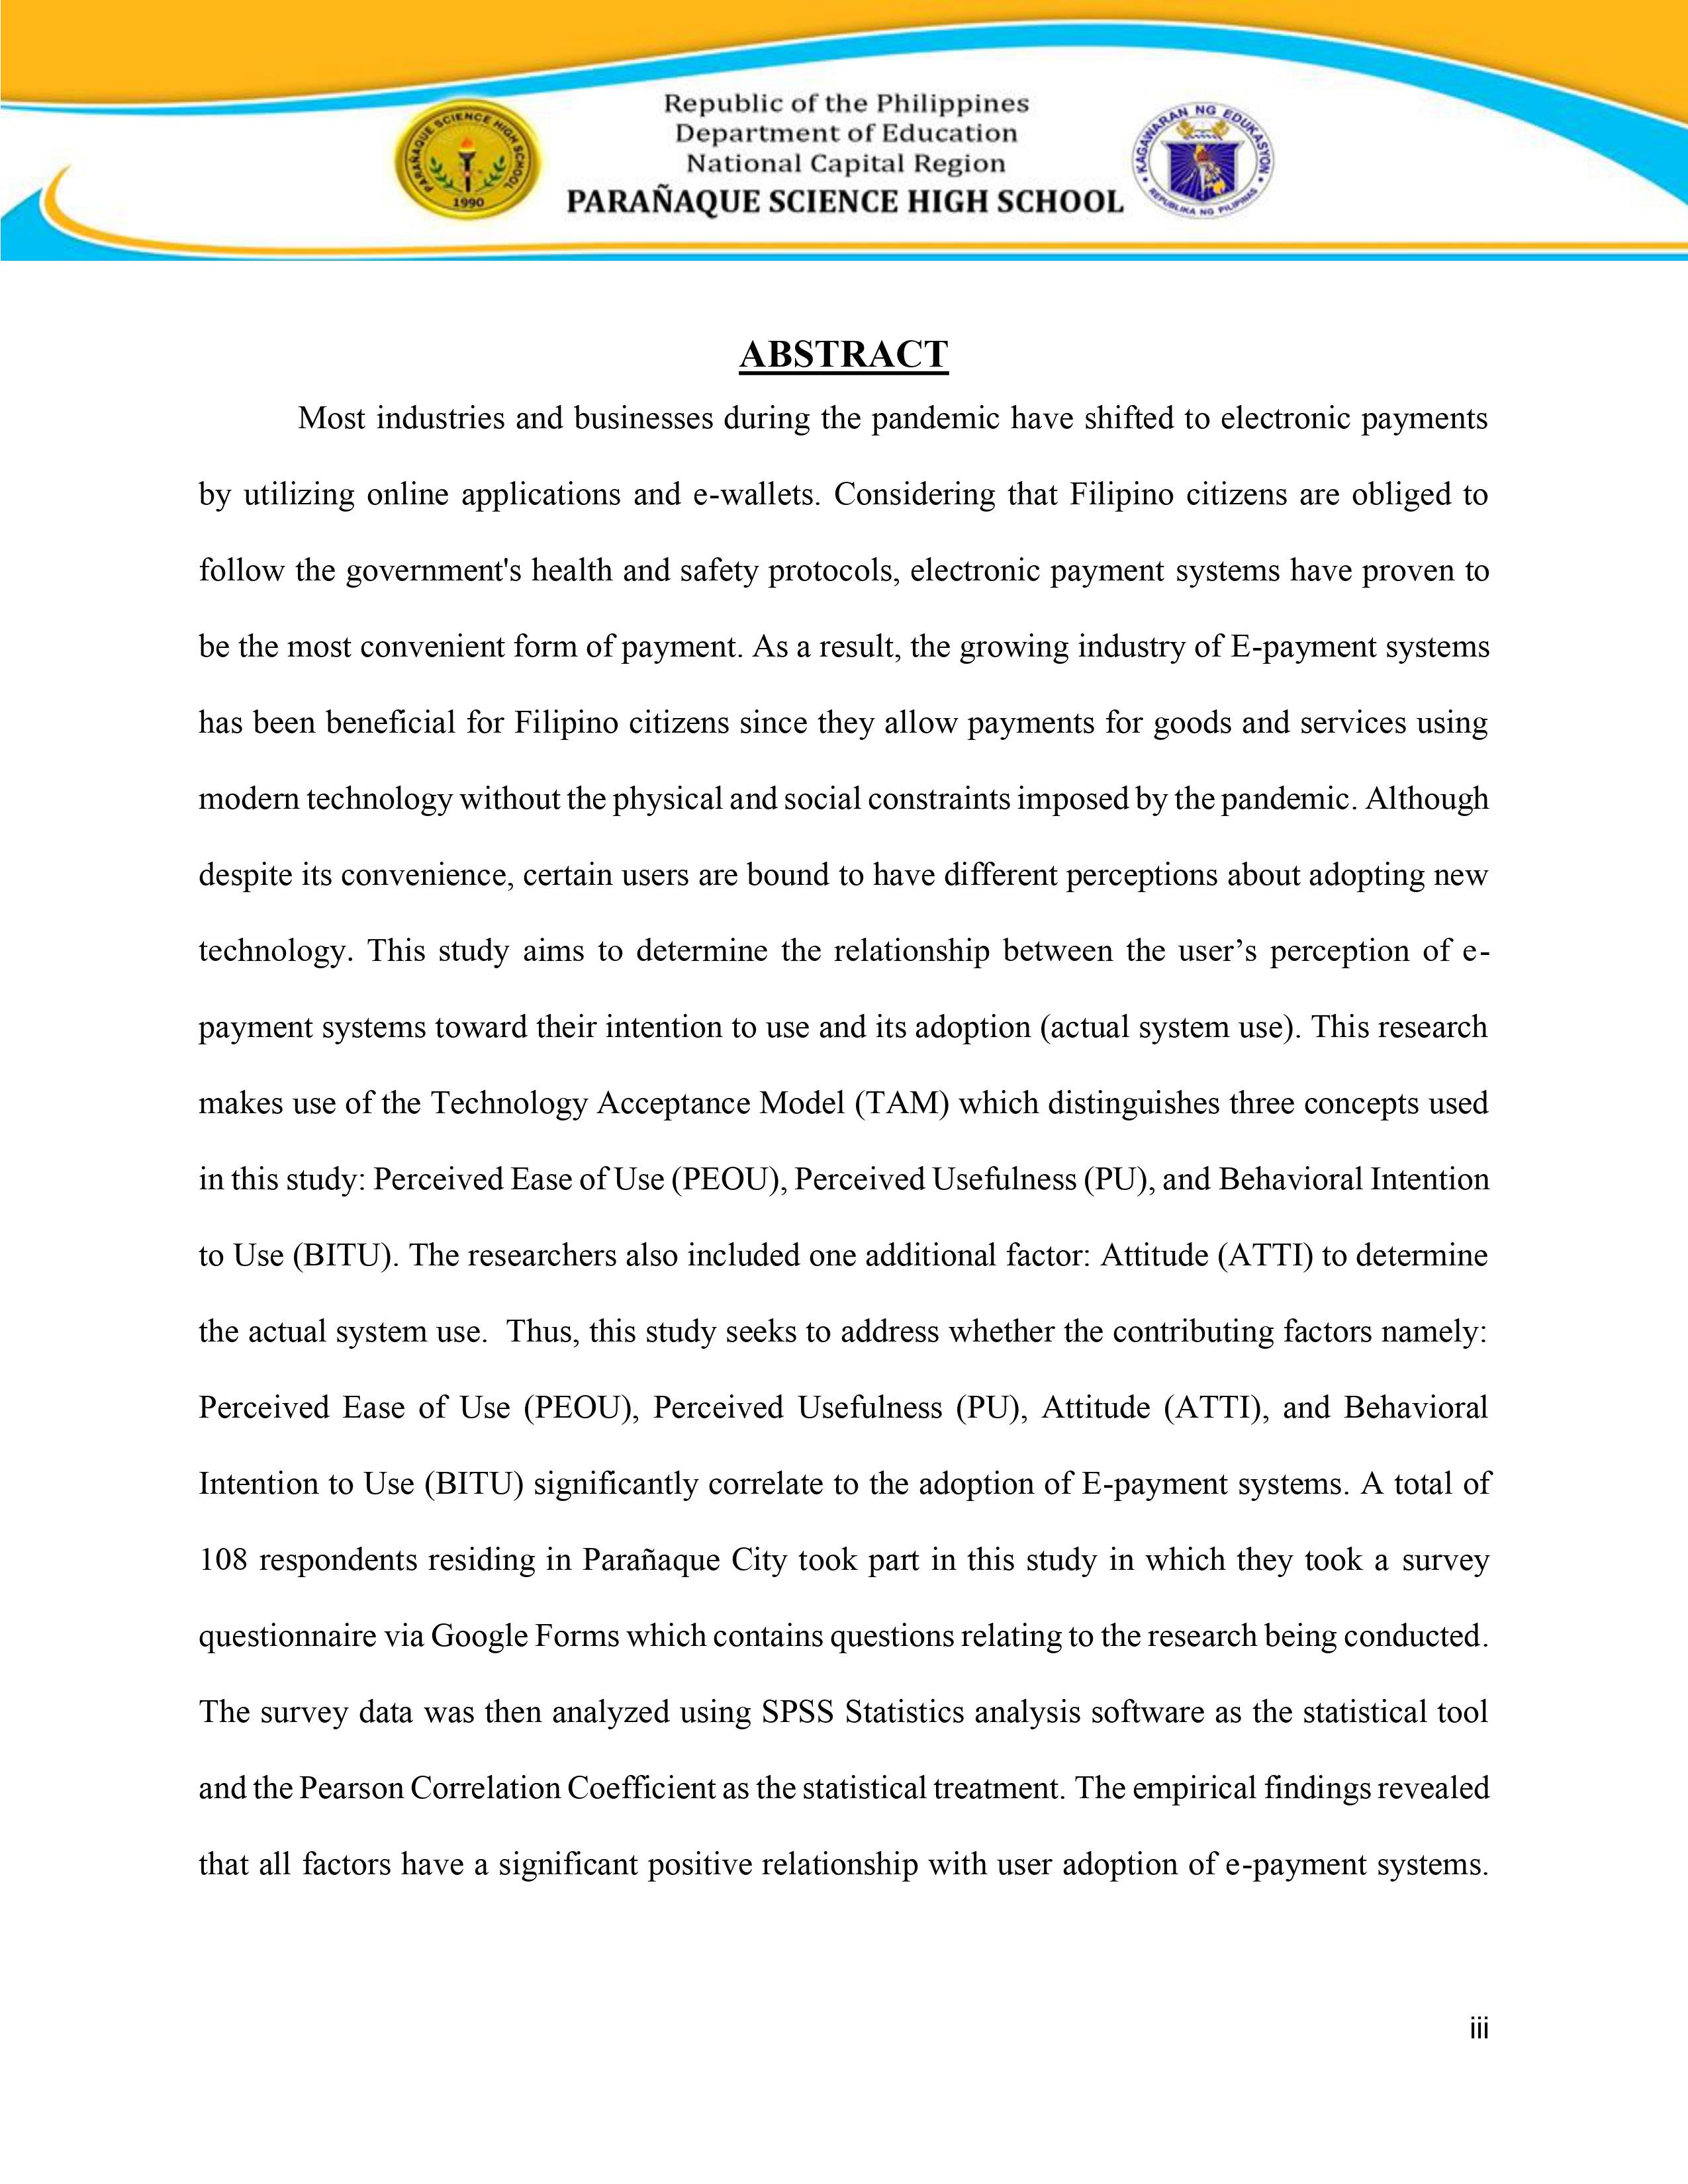 Republic of the Philippines
Department of Education
National Capital Region
PARAÑAQUE SCIENCE HIGH SCHOOL
PARAÑAQUE SCIENCE HIGH SCHOOL
1990
KAGAWARAN NG EDUKASYON
REPUBLIKA NG PILIPINAS
ABSTRACT
Most industries and businesses during the pandemic have shifted to electronic payments
by utilizing online applications and e-wallets. Considering that Filipino citizens are obliged to
follow the government's health and safety protocols, electronic payment systems have proven to
be the most convenient form of payment. As a result, the growing industry of E-payment systems
has been beneficial for Filipino citizens since they allow payments for goods and services using
modern technology without the physical and social constraints imposed by the pandemic. Although
despite its convenience, certain users are bound to have different perceptions about adopting new
technology. This study aims to determine the relationship between the user’s perception of e-
payment systems toward their intention to use and its adoption (actual system use). This research
makes use of the Technology Acceptance Model (TAM) which distinguishes three concepts used
in this study: Perceived Ease of Use (PEOU), Perceived Usefulness (PU), and Behavioral Intention
to Use (BITU). The researchers also included one additional factor: Attitude (ATTI) to determine
the actual system use.  Thus, this study seeks to address whether the contributing factors namely:
Perceived Ease of Use (PEOU), Perceived Usefulness (PU), Attitude (ATTI), and Behavioral
Intention to Use (BITU) significantly correlate to the adoption of E-payment systems. A total of
108 respondents residing in Parañaque City took part in this study in which they took a survey
questionnaire via Google Forms which contains questions relating to the research being conducted.
The survey data was then analyzed using SPSS Statistics analysis software as the statistical tool
and the Pearson Correlation Coefficient as the statistical treatment. The empirical findings revealed
that all factors have a significant positive relationship with user adoption of e-payment systems.
iii